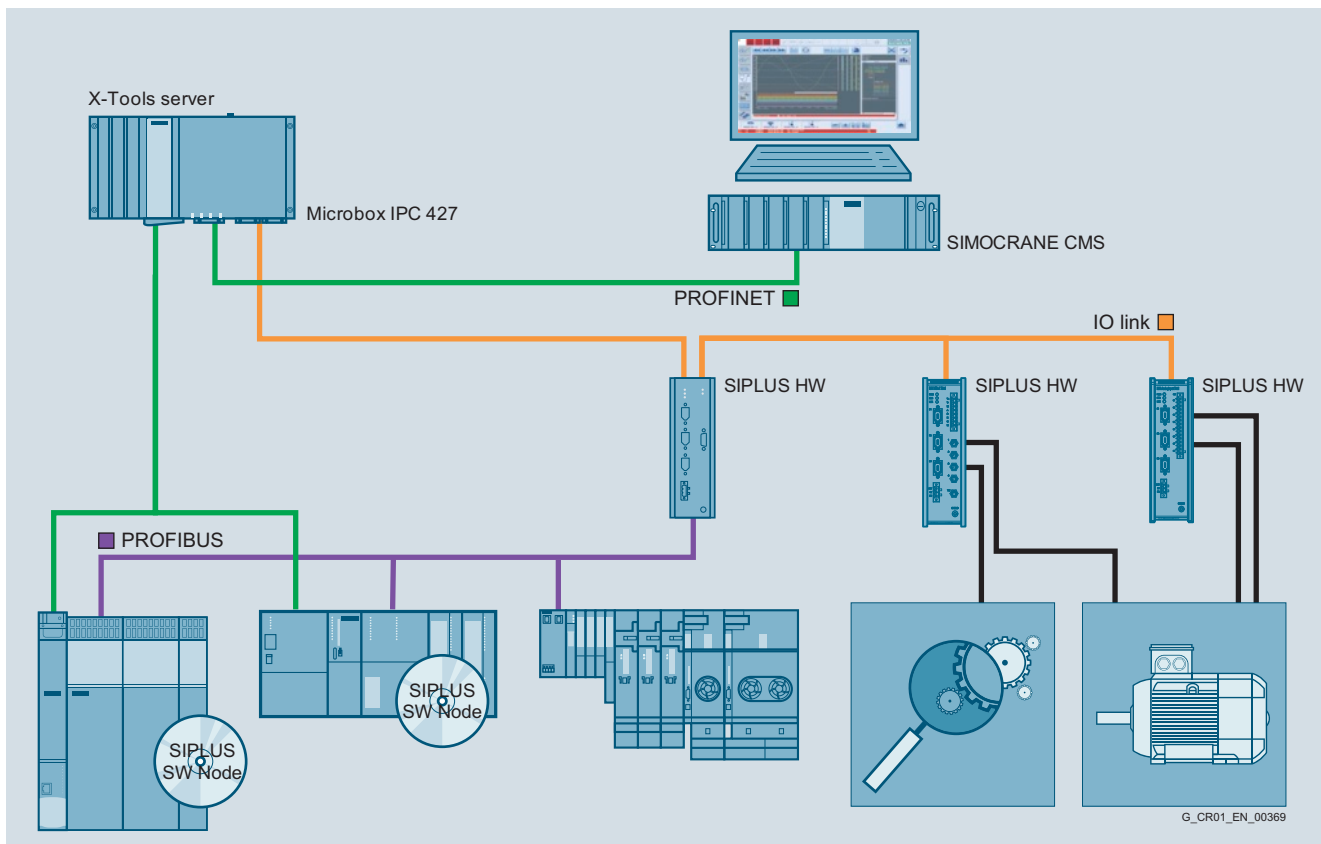 X-Tools server
Microbox IPC 427
SIMOCRANE CMS
PROFINET
IO link
SIPLUS HW
SIPLUS HW
SIPLUS HW
PROFIBUS
SIPLUS
SW Node
SIPLUS
SW Node
G_CR01_EN_00369